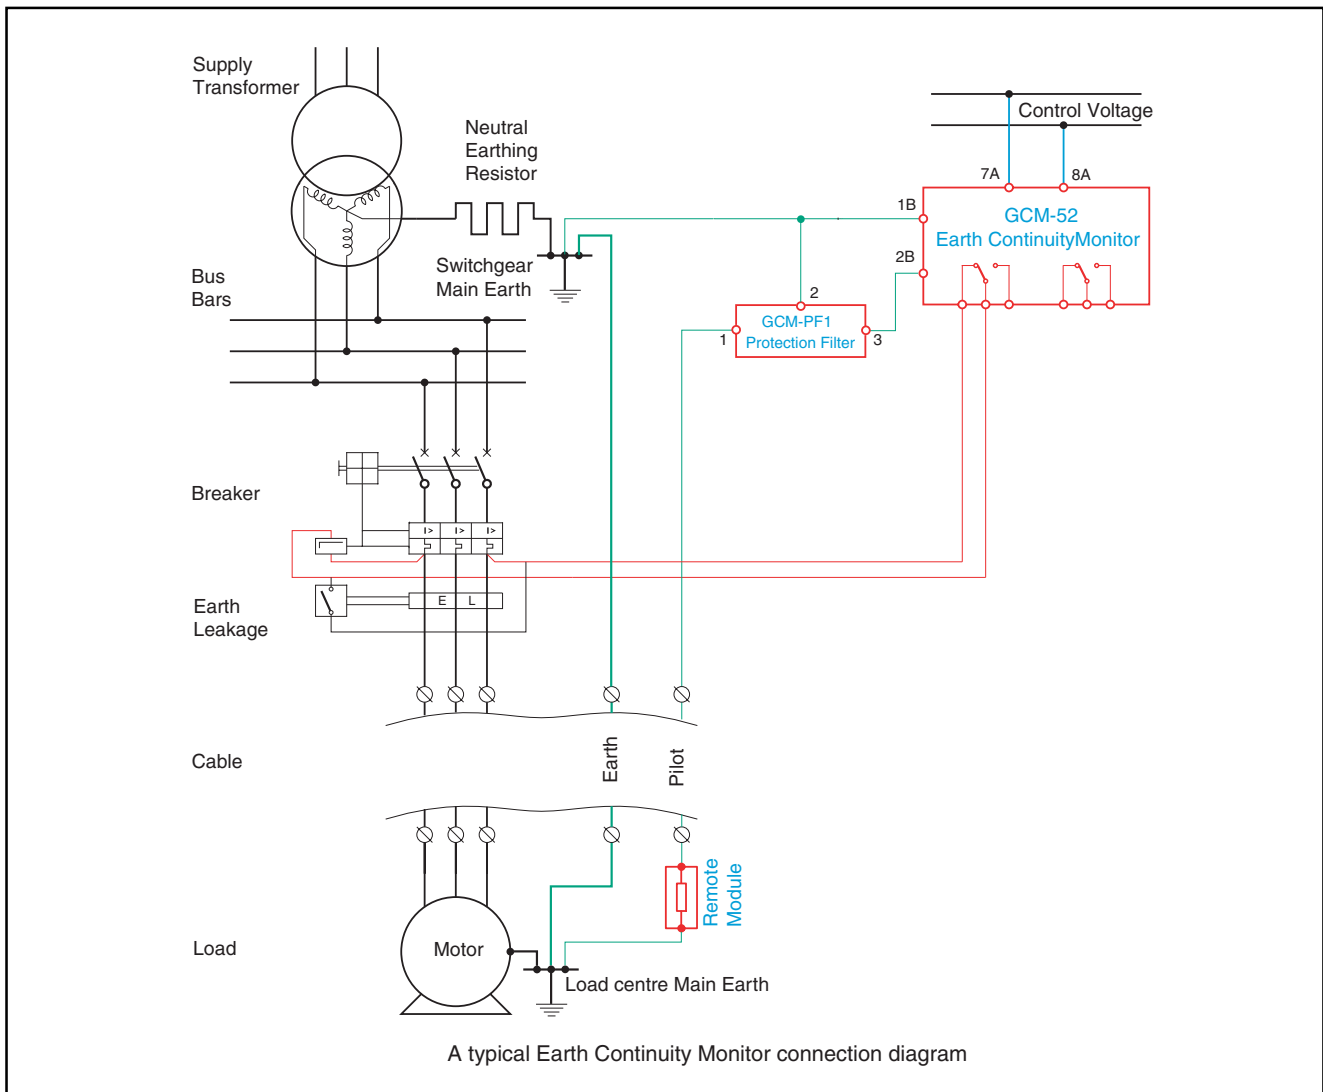 Supply
Transformer
Neutral
Earthing
Resistor
Control Voltage
7A
8A
1B
GCM-52
Earth ContinuityMonitor
2B
Switchgear
Main Earth
Bus
Bars
2
GCM-PF1
Protection Filter
1
3
Breaker
I >
I >
I >
Earth
Leakage
E L
Cable
Earth
Pilot
Remote
Module
Load
Motor
Load centre Main Earth
A typical Earth Continuity Monitor connection diagram